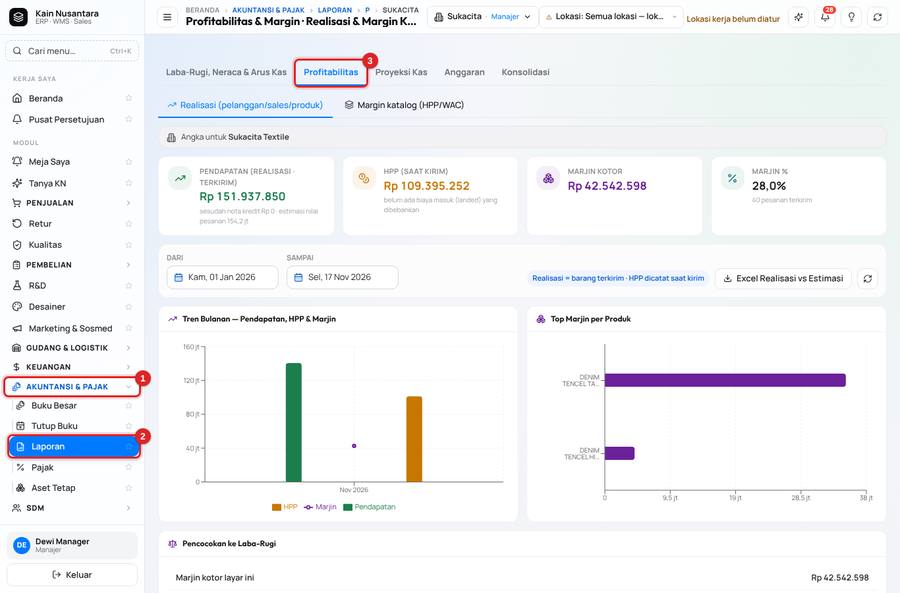 Kain Nusantara
ERP · WMS · Sales
Cari menu...
Ctrl+K
KERJA SAYA
Beranda
Pusat Persetujuan
MODUL
Meja Saya
Tanya KN
PENJUALAN
Retur
Kualitas
PEMBELIAN
R&D
Desainer
Marketing & Sosmed
GUDANG & LOGISTIK
KEUANGAN
AKUNTANSI & PAJAK
1
Buku Besar
Tutup Buku
2
Laporan
Pajak
Aset Tetap
SDM
DE
Dewi Manager
Manajer
Keluar
BERANDA › AKUNTANSI & PAJAK › LAPORAN › P › SUKACITA
Profitabilitas & Margin · Realisasi & Margin K...
Sukacita · Manajer
Lokasi: Semua lokasi — lok...
Lokasi kerja belum diatur
26
3
Laba-Rugi, Neraca & Arus Kas
Profitabilitas
Proyeksi Kas
Anggaran
Konsolidasi
Realisasi (pelanggan/sales/produk)
Margin katalog (HPP/WAC)
Angka untuk Sukacita Textile
PENDAPATAN (REALISASI ·
TERKIRIM)
Rp 151.937.850
sesudah nota kredit Rp 0 · estimasi nilai
pesanan 154,2 jt
HPP (SAAT KIRIM)
Rp 109.395.252
belum ada biaya masuk (landed) yang
dibebankan
MARJIN KOTOR
Rp 42.542.598
MARJIN %
28,0%
40 pesanan terkirim
DARI
Kam, 01 Jan 2026
SAMPAI
Sel, 17 Nov 2026
Realisasi = barang terkirim · HPP dicatat saat kirim
Excel Realisasi vs Estimasi
Tren Bulanan — Pendapatan, HPP & Marjin
160 jt
120 jt
80 jt
40 jt
0
Nov 2026
HPP
Marjin
Pendapatan
Top Marjin per Produk
DENIM
TENCEL TA...
DENIM
TENCEL HI...
0
9,5 jt
19 jt
28,5 jt
38 jt
Pencocokan ke Laba-Rugi
Marjin kotor layar ini
Rp 42.542.598